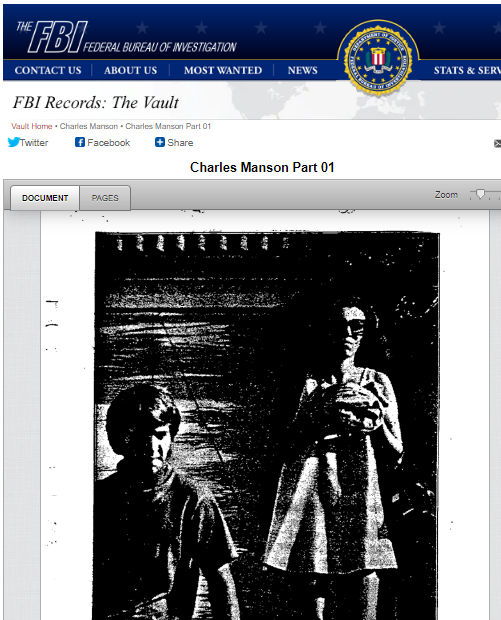 THE
FBI FEDERAL BUREAU OF INVESTIGATION
CONTACT US ABOUT US MOST WANTED NEWS STATS & SERV
FBI Records: The Vault
Vault Home • Charles Manson • Charles Manson Part 01
Twitter Facebook Share
Charles Manson Part 01
DOCUMENT PAGES Zoom